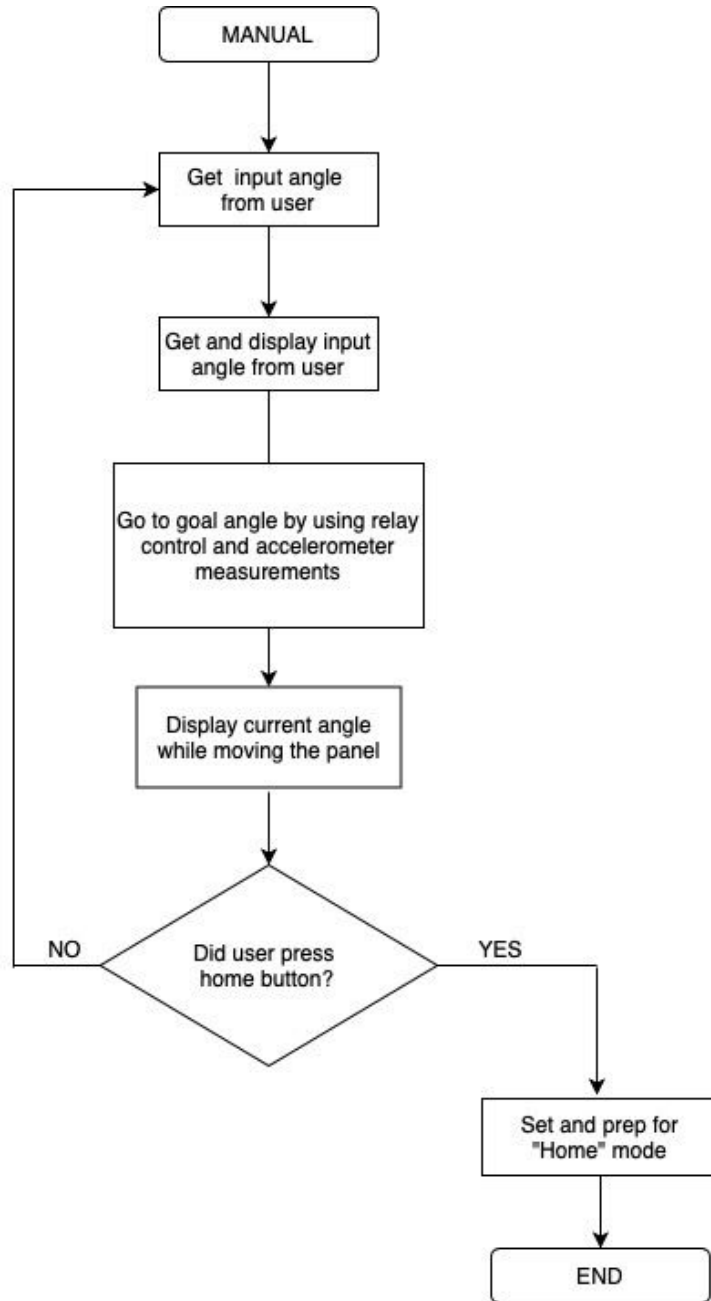 MANUAL
Get input angle
from user
Get and display input
angle from user
Go to goal angle by using relay
control and accelerometer
measurements
Display current angle
while moving the panel
Did user press
home button?
NO
YES
Set and prep for
"Home" mode
END